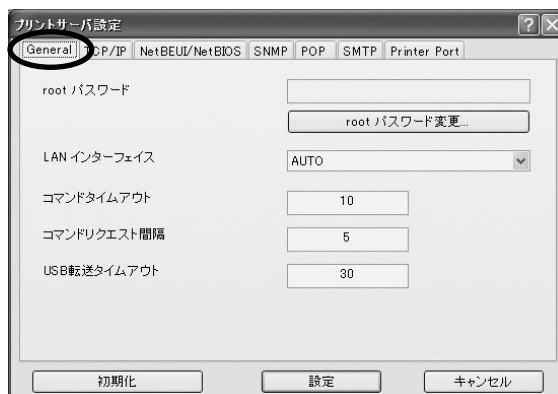 プリントサーバ設定
General TCP/IP NetBEUI/NetBIOS SNMP POP SMTP Printer Port
root パスワード
root パスワード変更...
LAN インターフェイス AUTO
コマンドタイムアウト 10
コマンドリクエスト間隔 5
USB転送タイムアウト 30
初期化 設定 キャンセル